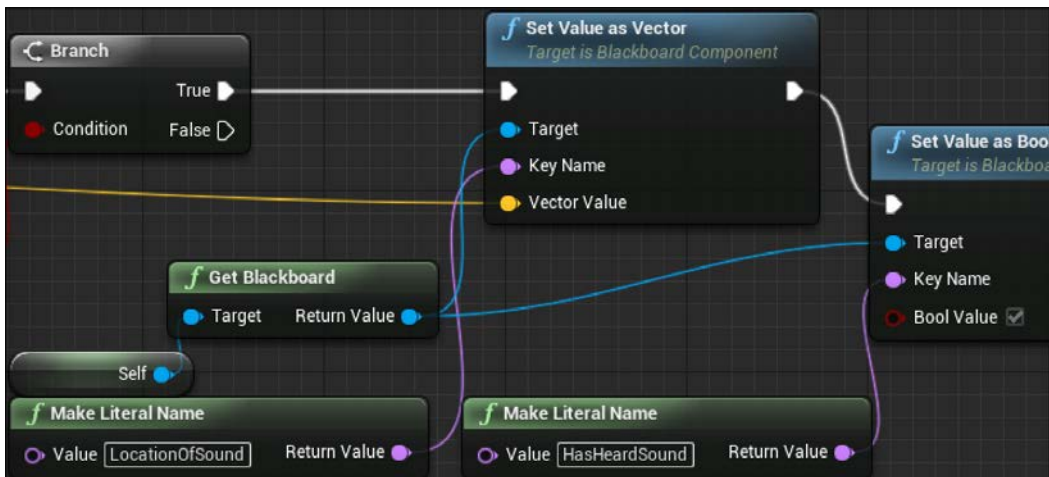 Branch
True
Condition
False
Set Value as Vector
Target is Blackboard Component
Target
Key Name
Vector Value
Set Value as Boo
Target is Blackboa
Target
Key Name
Bool Value
Get Blackboard
Target
Return Value
Self
Make Literal Name
Value LocationOfSound
Return Value
Make Literal Name
Value HasHeardSound
Return Value